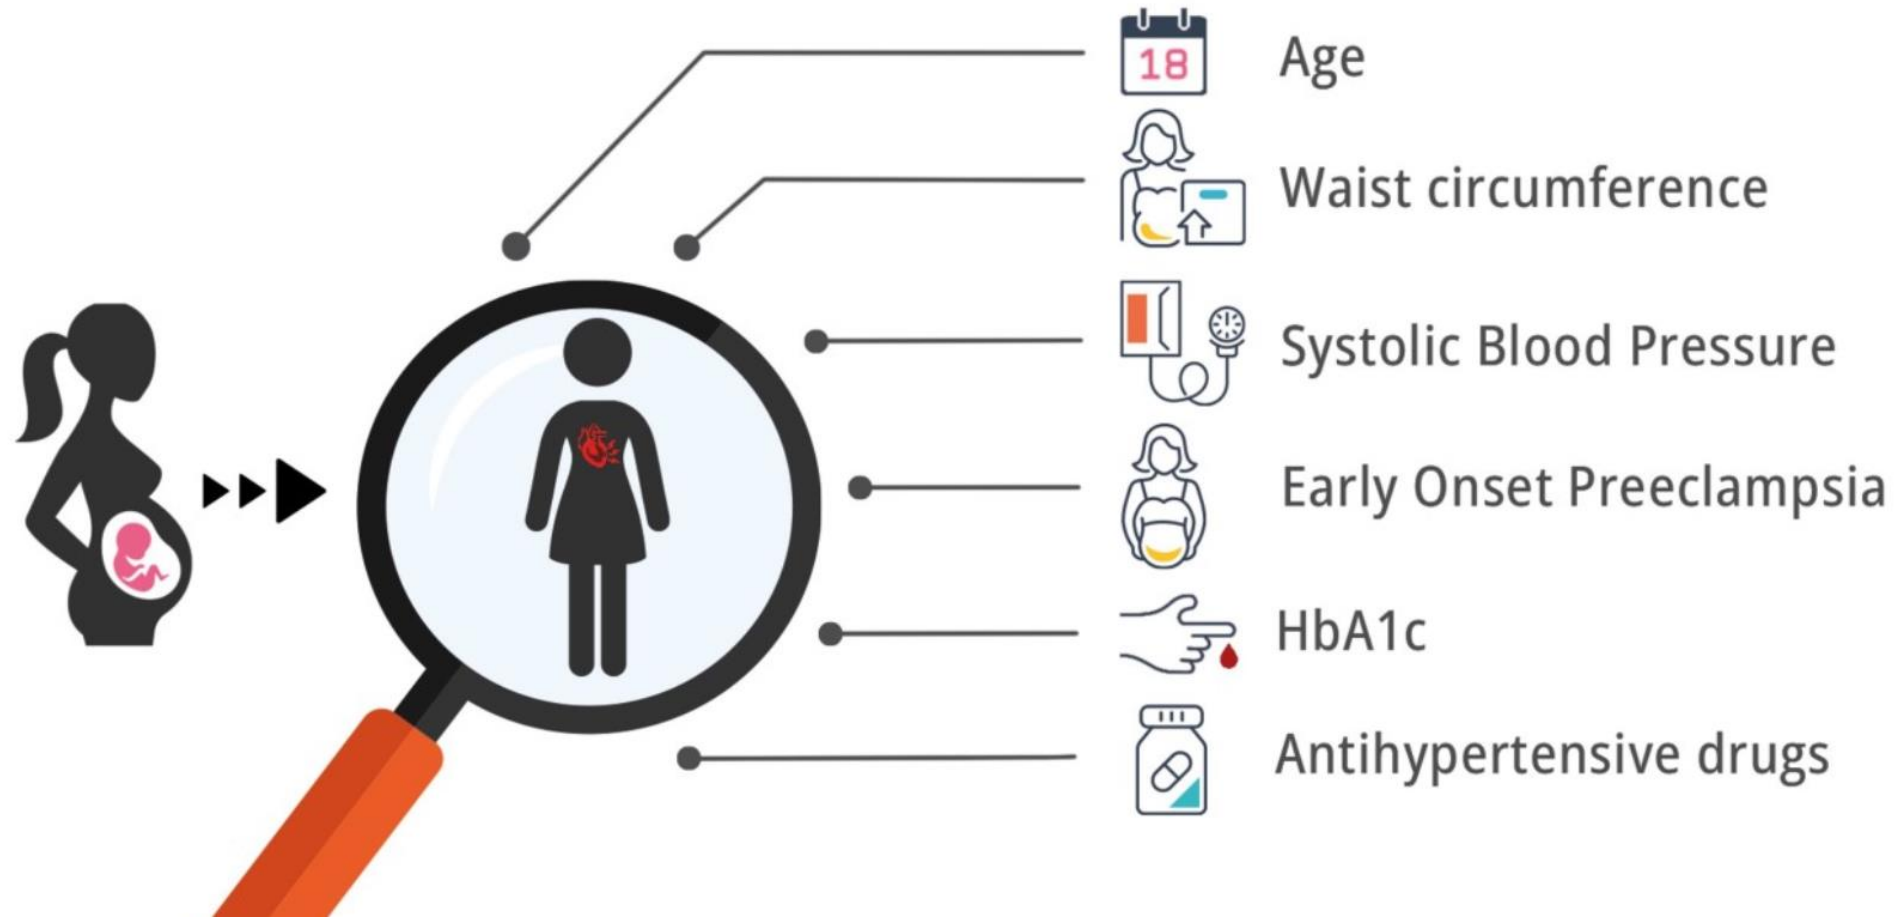 18
Age
Waist circumference
Systolic Blood Pressure
Early Onset Preeclampsia
HbA1c
Antihypertensive drugs